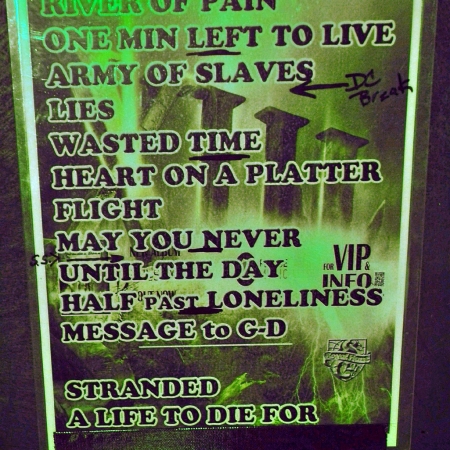 RIVER OF PAIN
ONE MIN LEFT TO LIVE
ARMY OF SLAVES
DC
Break
LIES
WASTED TIME
HEART ON A PLATTER
FLIGHT
MAY YOU NEVER
UNTIL THE DAY
FOR VIP &
INFO
HALF PAST LONELINESS
MESSAGE to G-D
STRANDED
A LIFE TO DIE FOR